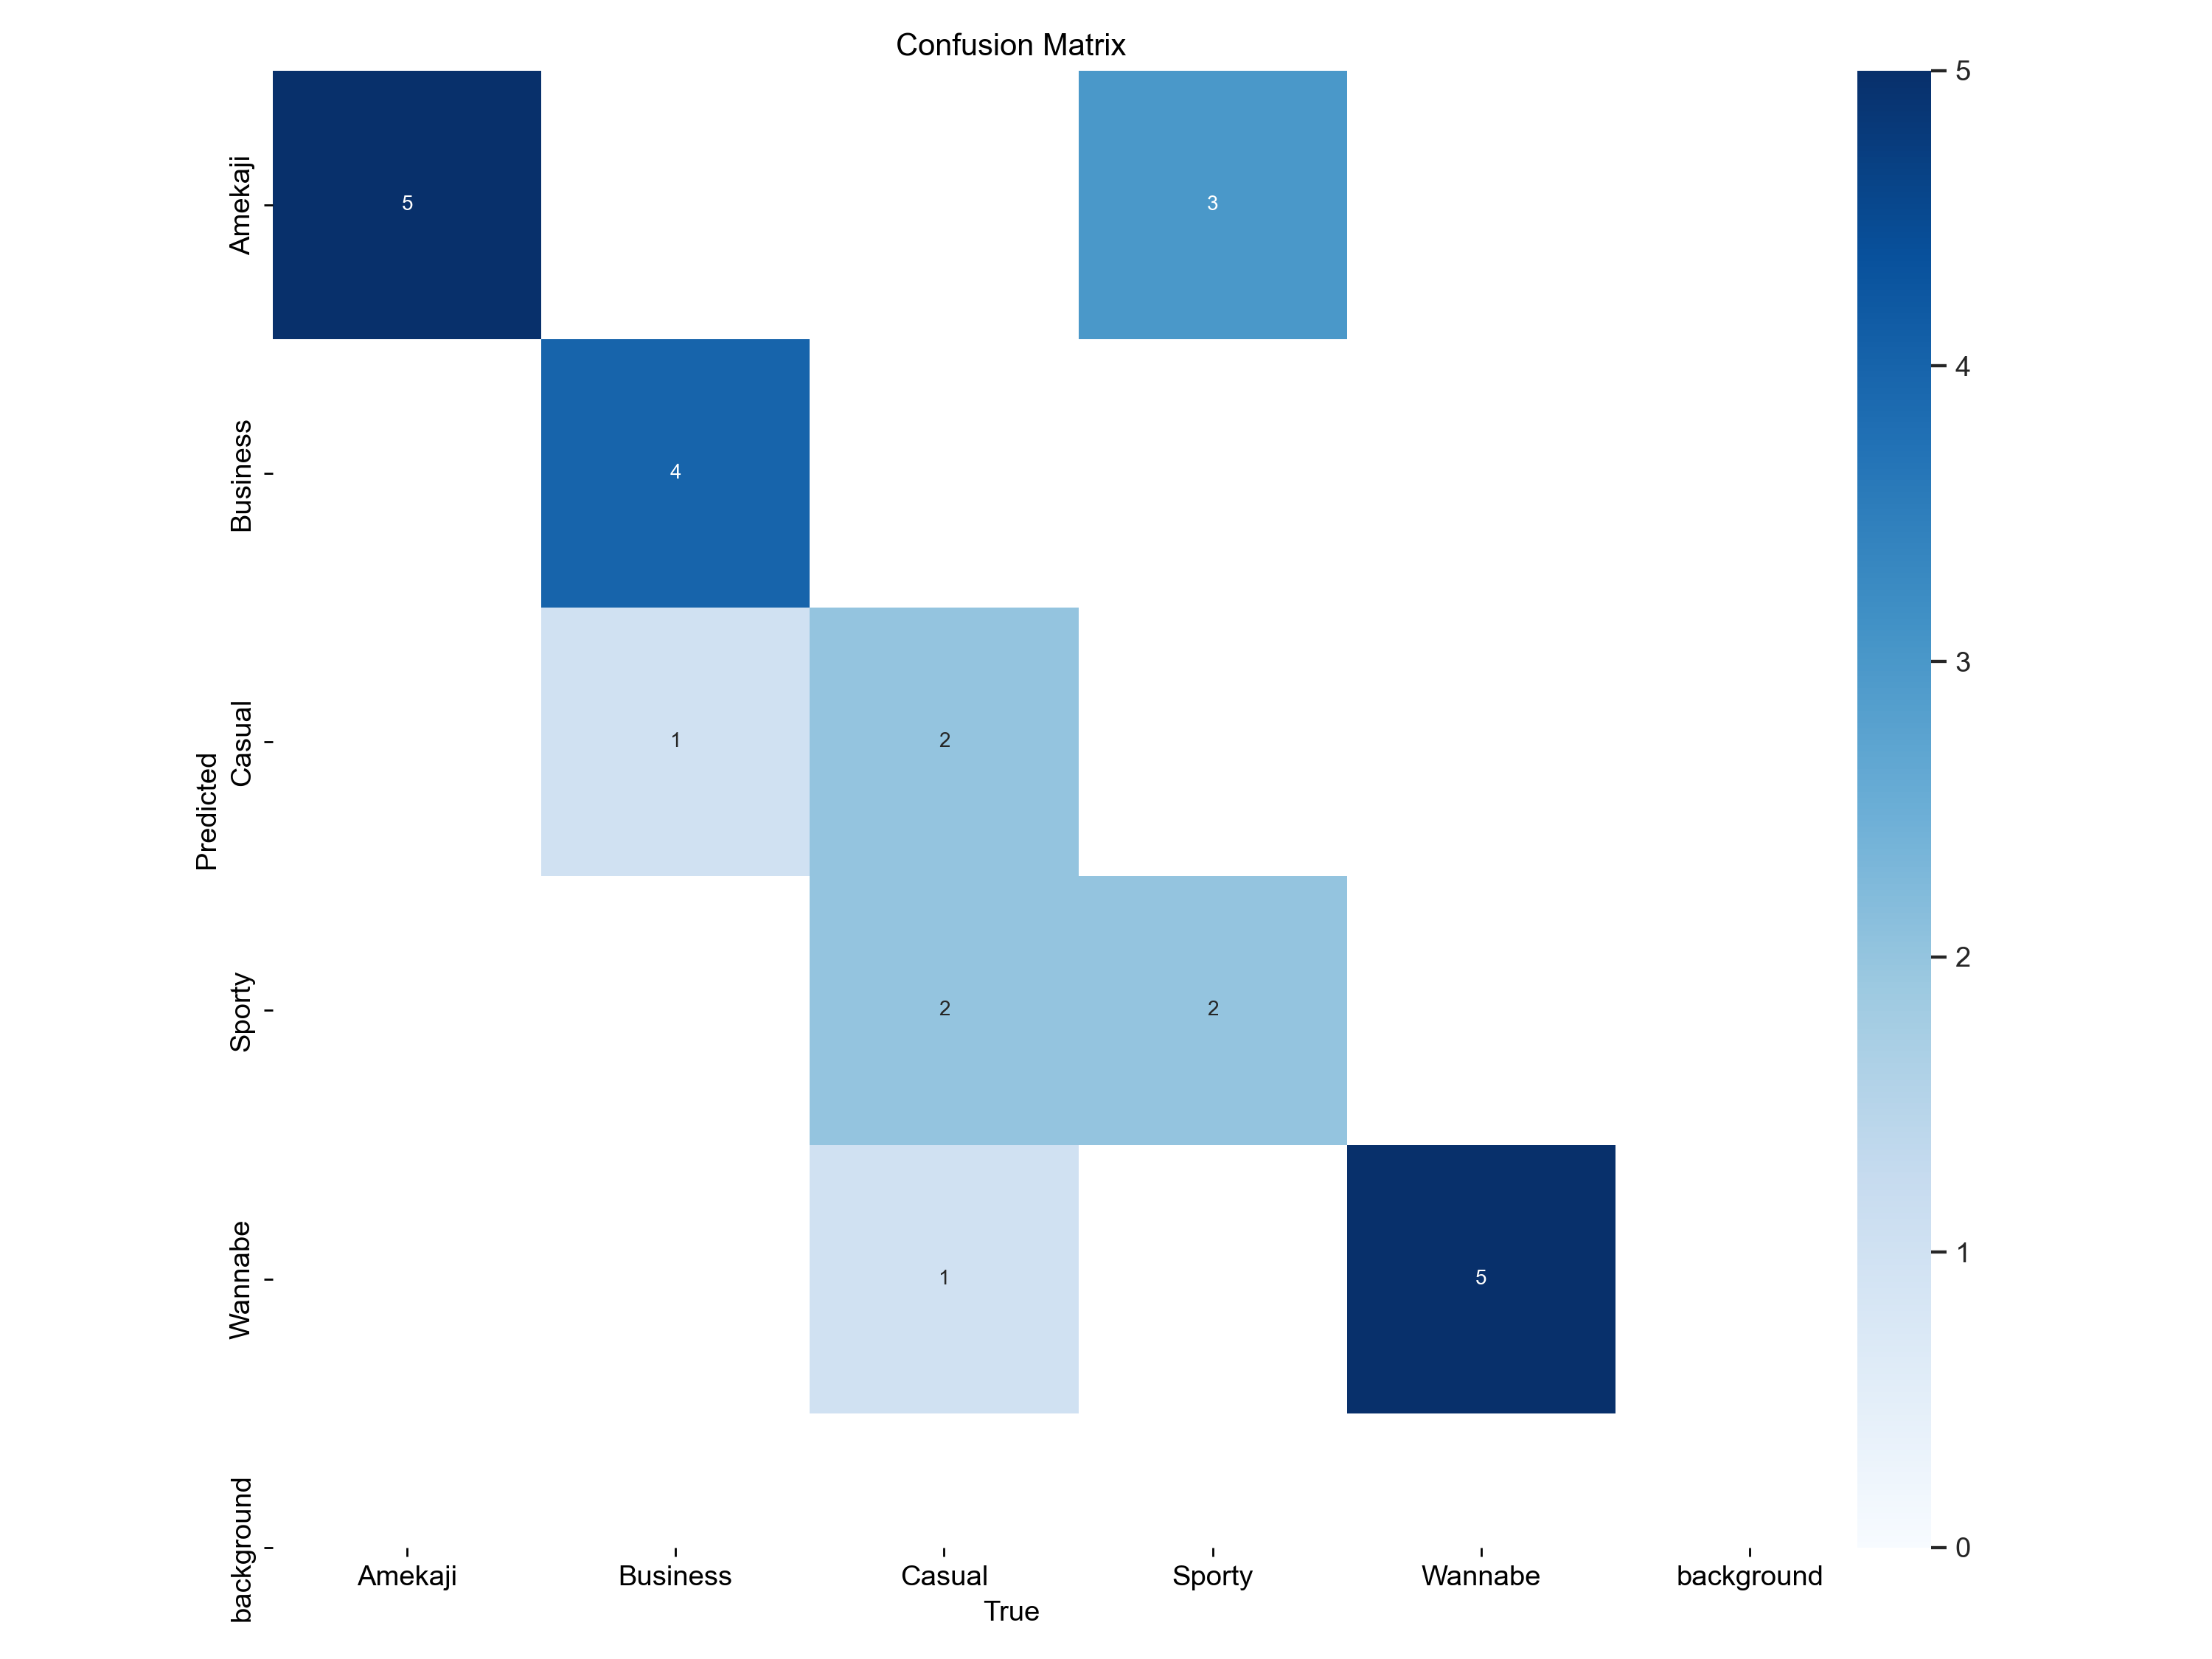 Confusion Matrix
Predicted
Amekaji
5
3
Business
4
Casual
1
2
Sporty
2
2
Wannabe
1
5
background
Amekaji
Business
Casual
Sporty
Wannabe
background
True
5
4
3
2
1
0